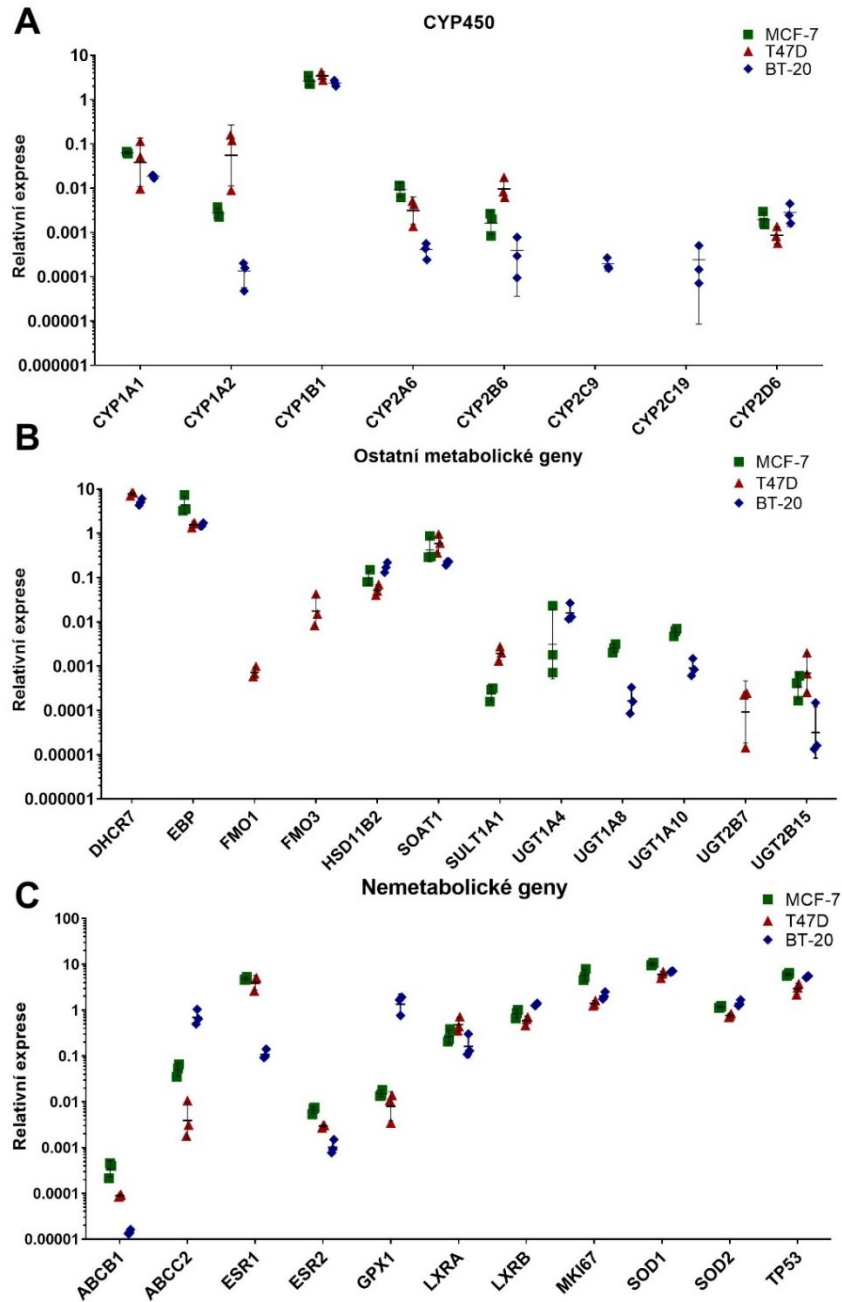 A
CYP450
MCF-7
T47D
BT-20
Relativní exprese
10
1
0.1
0.01
0.001
0.0001
0.00001
0.000001
CYP1A1
CYP1A2
CYP1B1
CYP2A6
CYP2B6
CYP2C9
CYP2C19
CYP2D6
B
Ostatní metabolické geny
MCF-7
T47D
BT-20
Relativní exprese
10
1
0.1
0.01
0.001
0.0001
0.00001
0.000001
DHCR7
EBP
FMO1
FMO3
HSD11B2
SOAT1
SULT1A1
UGT1A4
UGT1A8
UGT1A10
UGT2B7
UGT2B15
C
Nemetabolické geny
MCF-7
T47D
BT-20
Relativní exprese
100
10
1
0.1
0.01
0.001
0.0001
0.00001
ABCB1
ABCC2
ESR1
ESR2
GPX1
LXRA
LXRB
MKI67
SOD1
SOD2
TP53